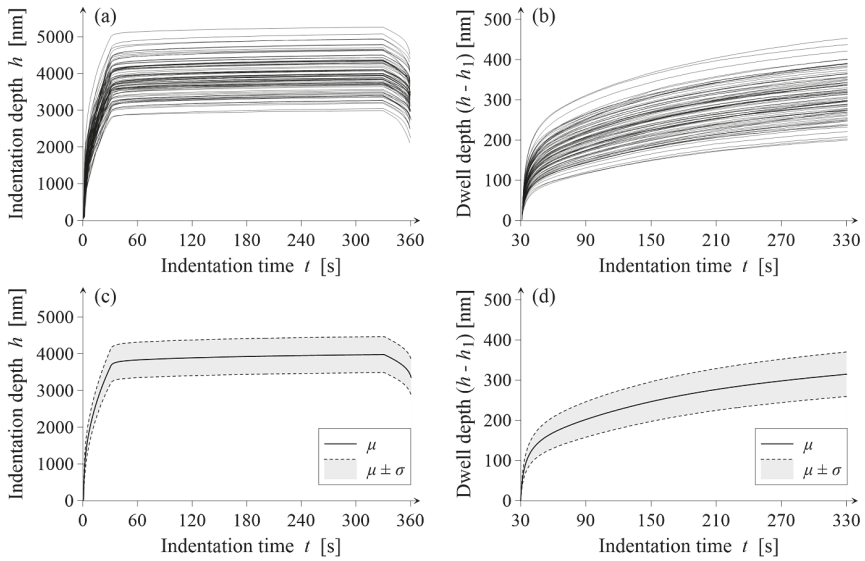 (a)
Indentation depth h [nm]
5000
4000
3000
2000
1000
0
0 60 120 180 240 300 360
Indentation time t [s]
(b)
Dwell depth (h - h1) [nm]
500
400
300
200
100
0
30 90 150 210 270 330
Indentation time t [s]
(c)
Indentation depth h [nm]
5000
4000
3000
2000
1000
0
μ
μ ± σ
0 60 120 180 240 300 360
Indentation time t [s]
(d)
Dwell depth (h - h1) [nm]
500
400
300
200
100
0
μ
μ ± σ
30 90 150 210 270 330
Indentation time t [s]